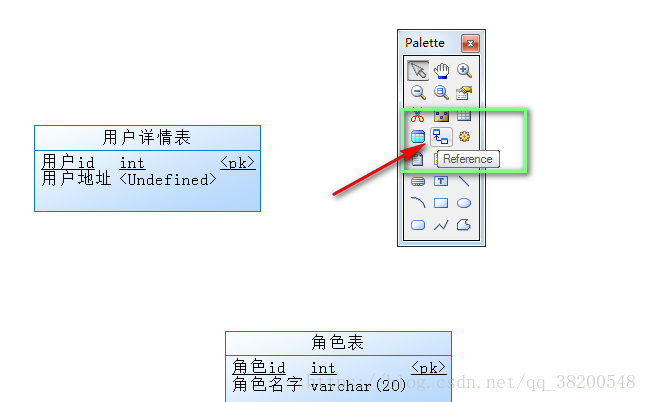 Palette
用户详情表
用户id int <pk>
用户地址 <Undefined>
Reference
角色表
角色id int <pk>
角色名字 varchar(20)
https://blog.csdn.net/qq_38200548